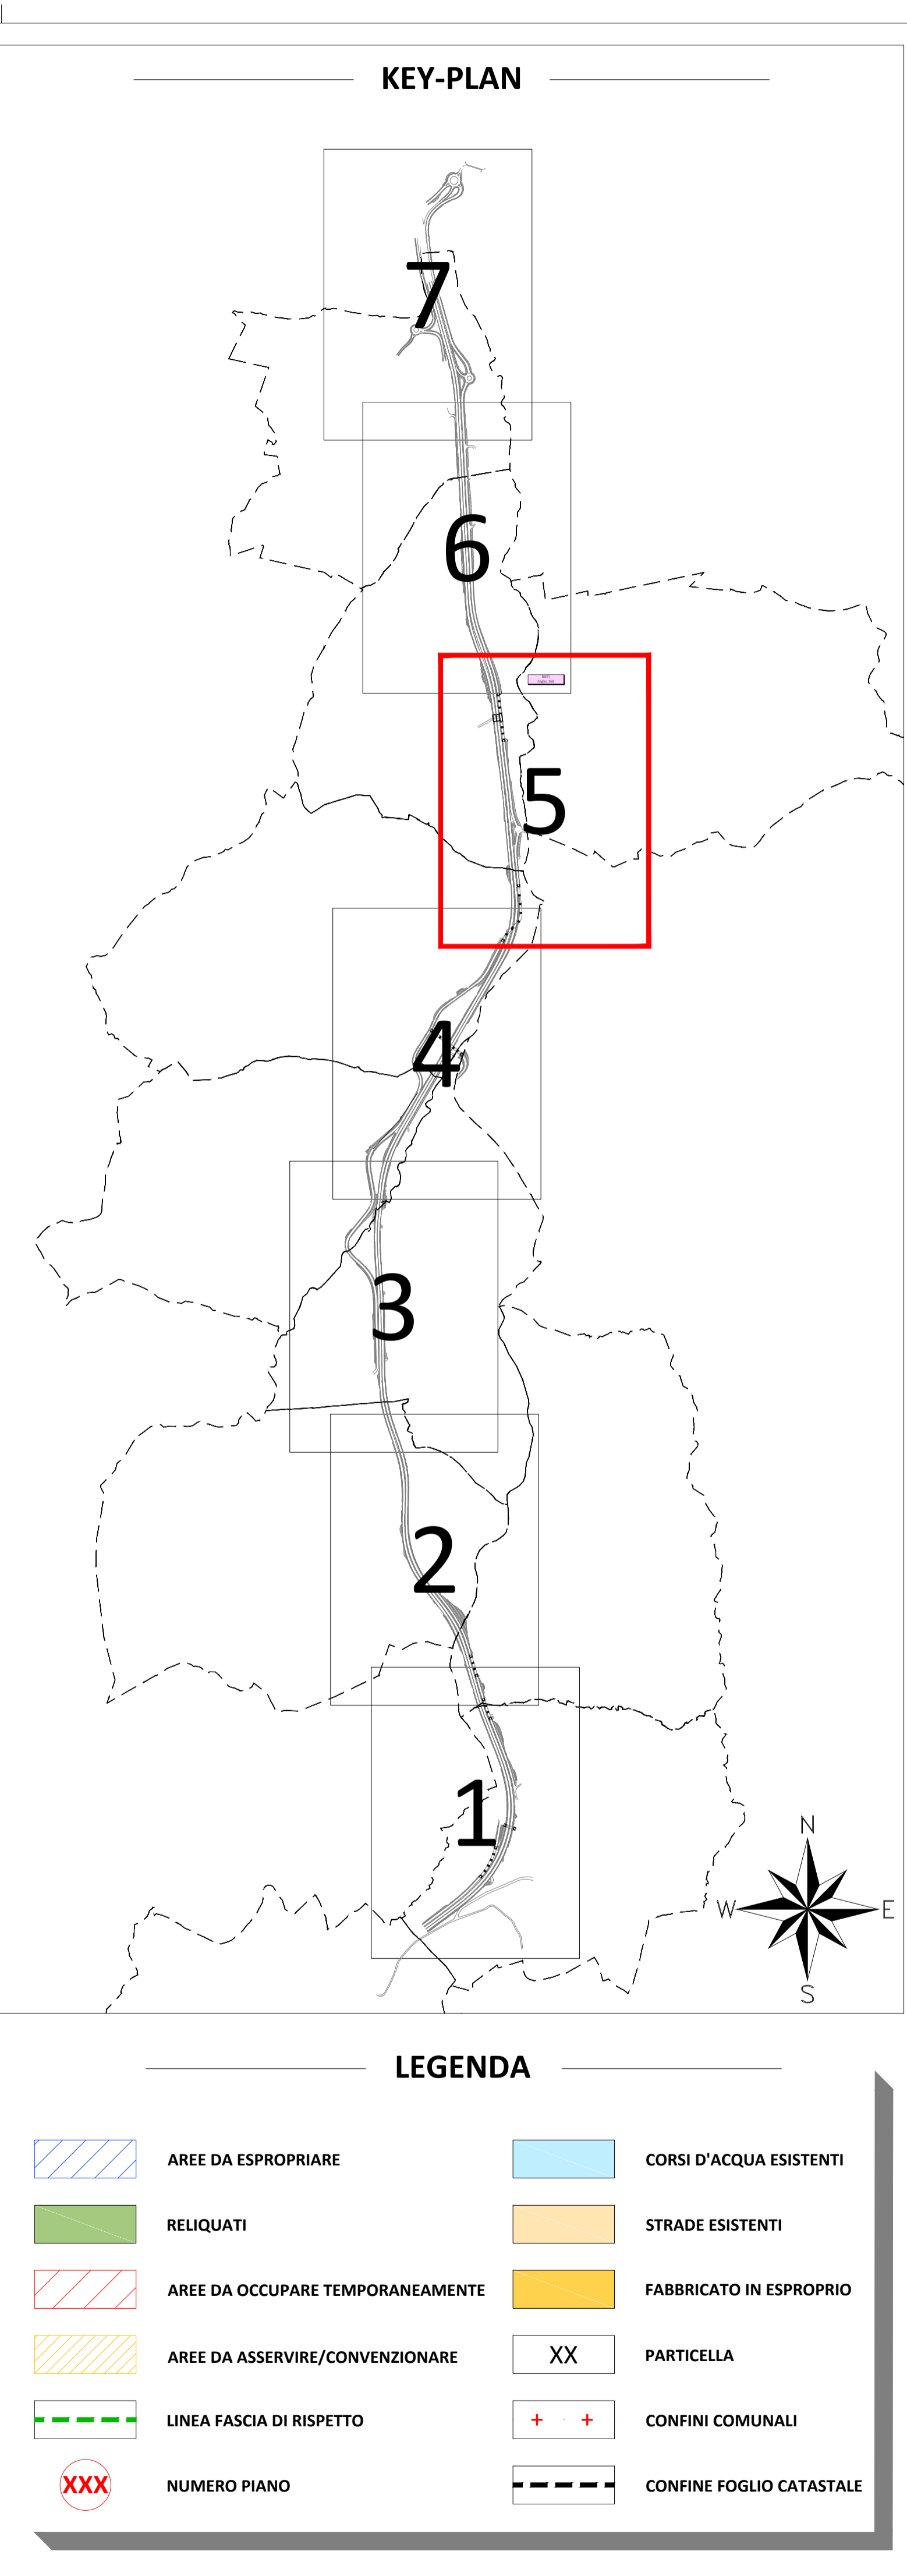 KEY-PLAN
7
6
5
4
3
2
1
N
W
E
S
LEGENDA
AREE DA ESPROPRIARE
CORSI D'ACQUA ESISTENTI
RELIQUATI
STRADE ESISTENTI
AREE DA OCCUPARE TEMPORANEAMENTE
FABBRICATO IN ESPROPRIO
AREE DA ASSERVIRE/CONVENZIONARE
XX
PARTICELLA
LINEA FASCIA DI RISPETTO
CONFINI COMUNALI
XXX
NUMERO PIANO
CONFINE FOGLIO CATASTALE